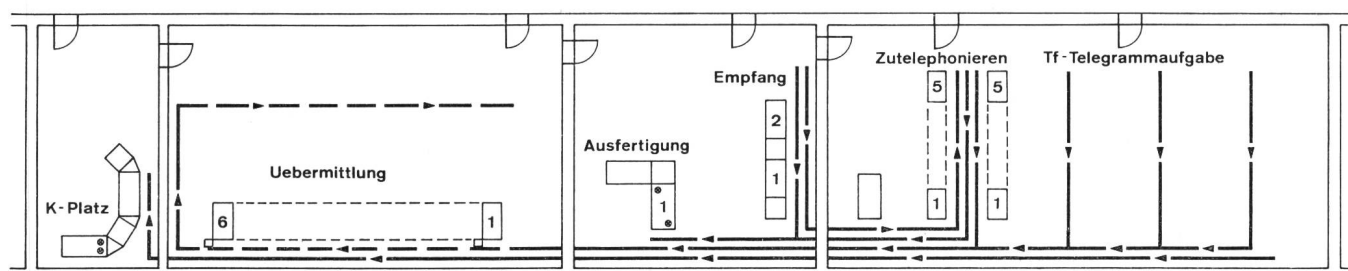 Zutelephonieren
Tf-Telegrammaufgabe
Empfang
5
5
2
Ausfertigung
Uebermittlung
1
K-Platz
6
1
1
1
1